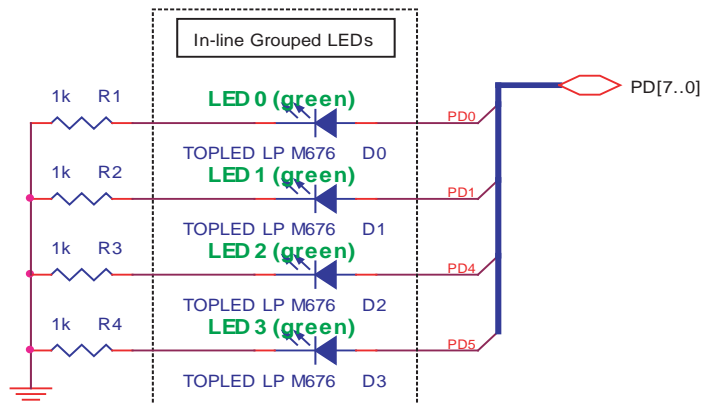 In-line Grouped LEDs
PD[7..0]
1k R1 LED 0 (green) PD0
TOPLED LP M676 D0
1k R2 LED 1 (green) PD1
TOPLED LP M676 D1
1k R3 LED 2 (green) PD4
TOPLED LP M676 D2
1k R4 LED 3 (green) PD5
TOPLED LP M676 D3